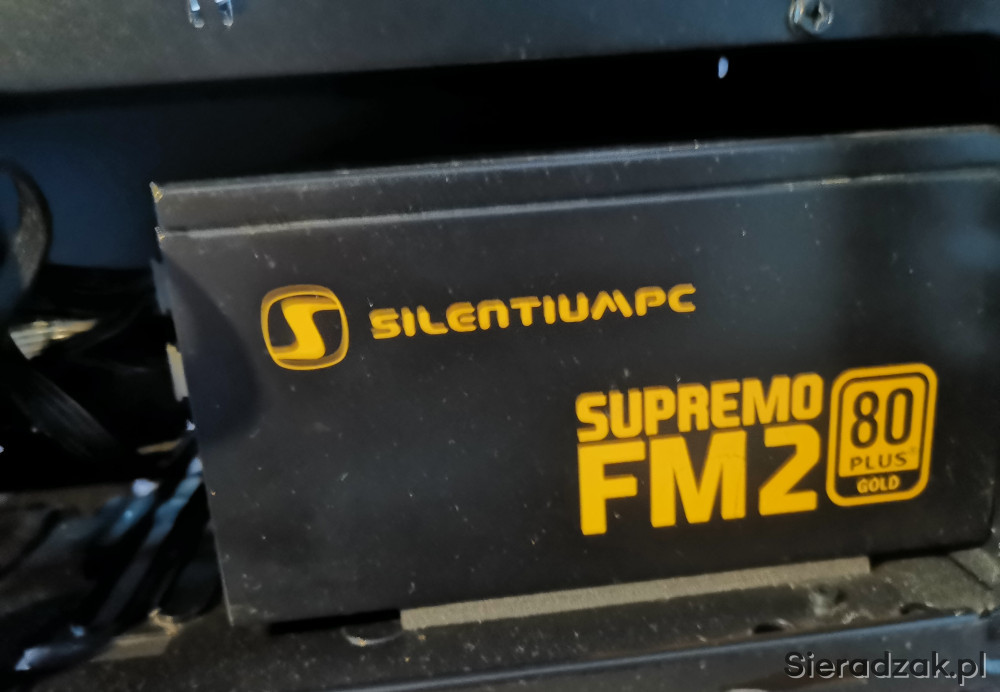 SILENTIUMPC
SUPREMO
FM2
80
PLUS®
GOLD
Sieradzak.pl